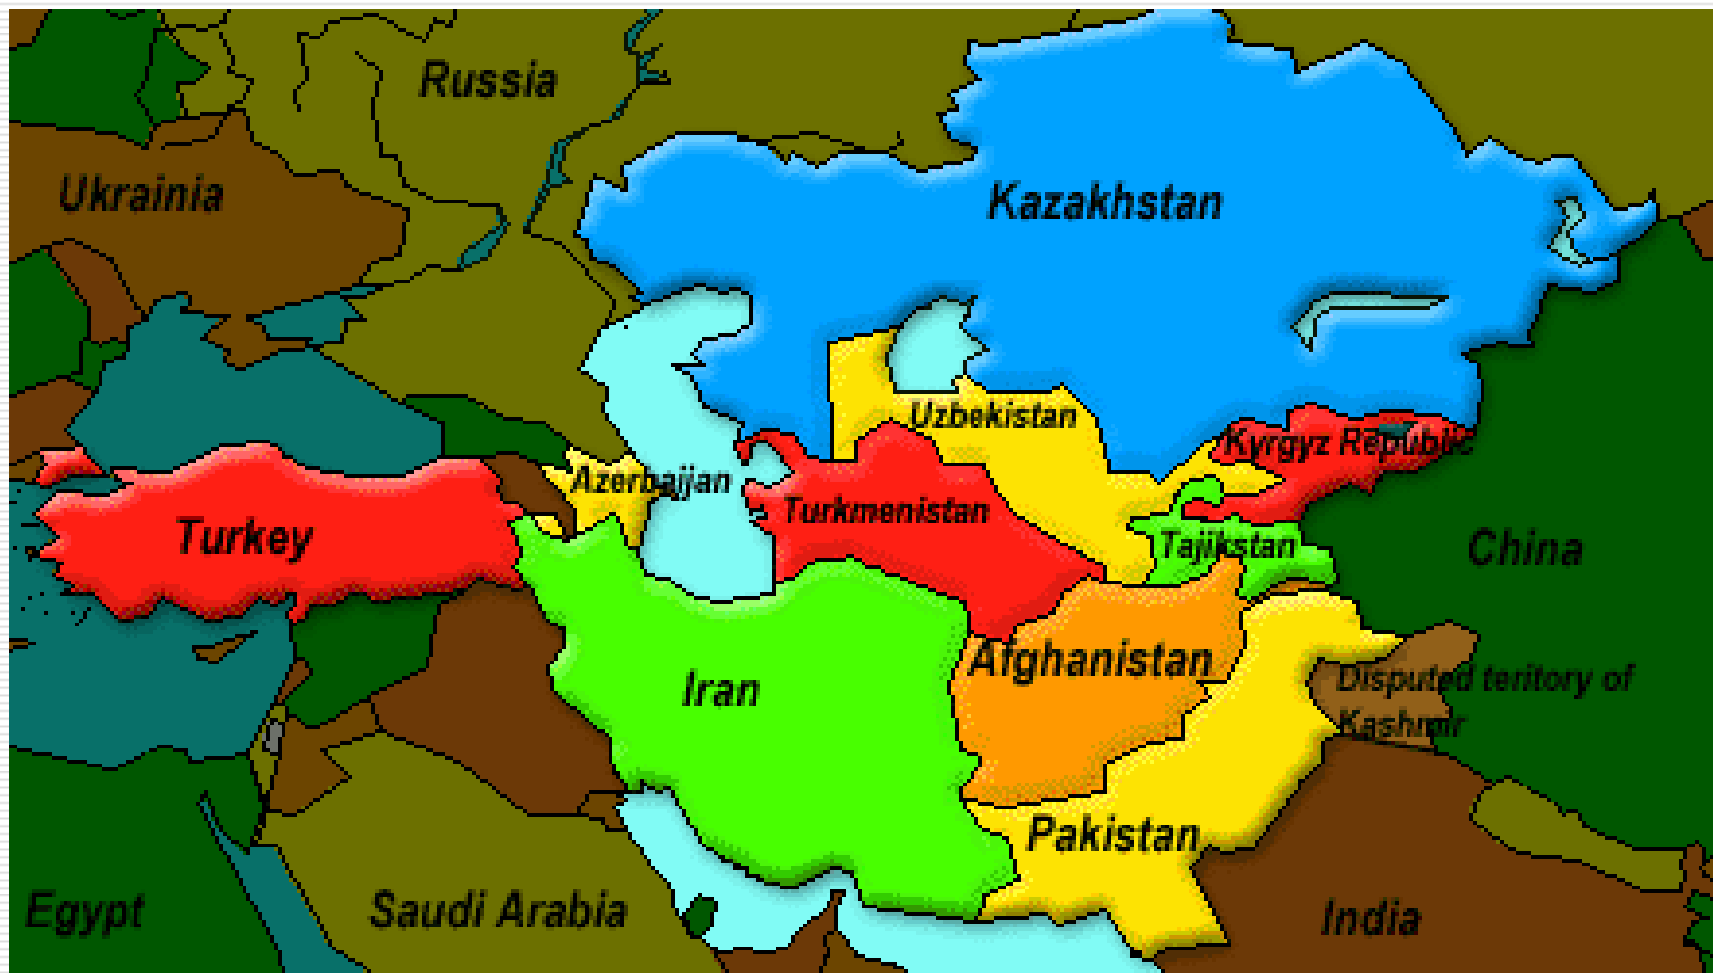 Russia
Ukrainia
Kazakhstan
Uzbekistan
Kyrgyz Republic
Azerbaijian
Turkmenistan
Turkey
Tajikstan
China
Afghanistan
Iran
Disputed teritory of
Kashmir
Pakistan
Egypt
Saudi Arabia
India